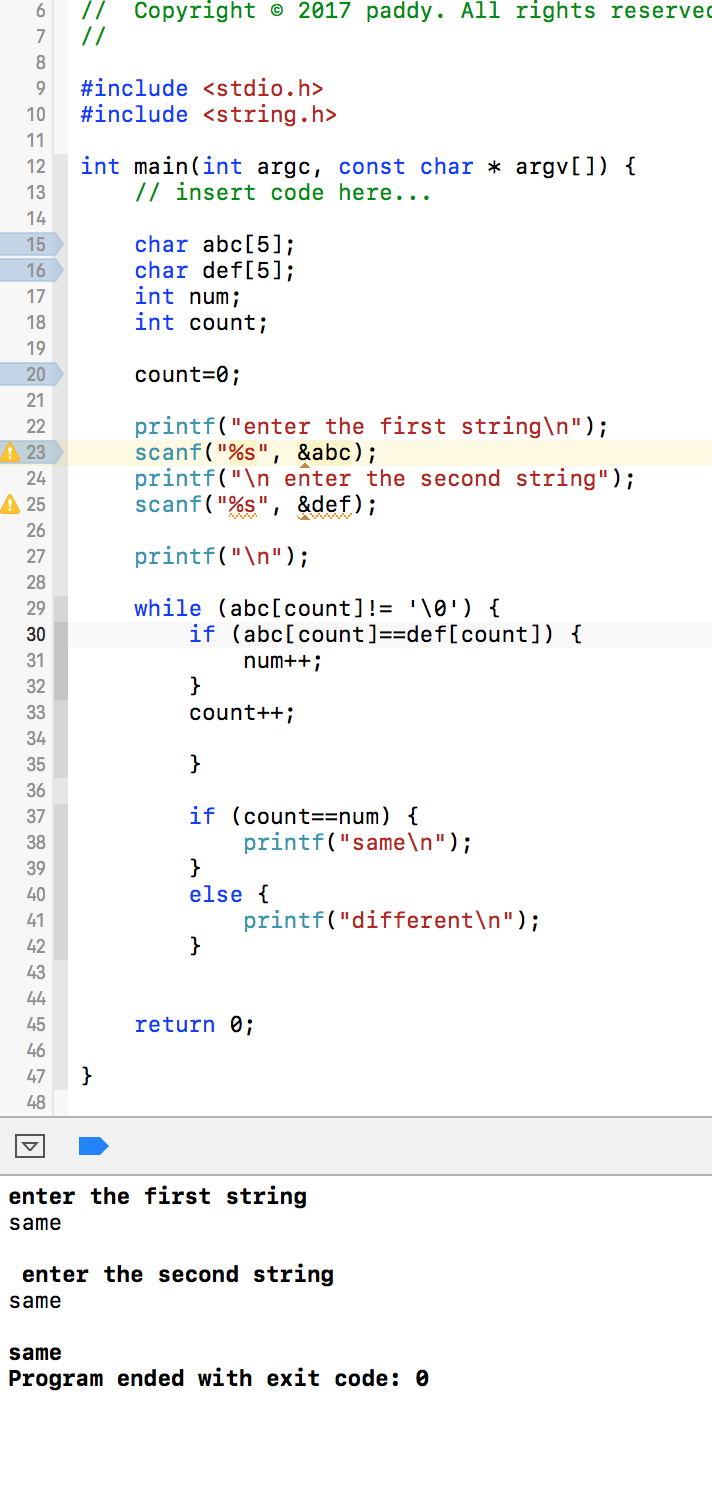 6 //  Copyright © 2017 paddy. All rights reserved
7 //
8
9 #include <stdio.h>
10 #include <string.h>
11
12 int main(int argc, const char * argv[]) {
13     // insert code here...
14
15     char abc[5];
16     char def[5];
17     int num;
18     int count;
19
20     count=0;
21
22     printf("enter the first string\n");
23     scanf("%s", &abc);
24     printf("\n enter the second string");
25     scanf("%s", &def);
26
27     printf("\n");
28
29     while (abc[count]!= '\0') {
30         if (abc[count]==def[count]) {
31             num++;
32         }
33         count++;
34
35         }
36
37         if (count==num) {
38             printf("same\n");
39         }
40         else {
41             printf("different\n");
42         }
43
44
45     return 0;
46
47 }
48
enter the first string
same
 enter the second string
same
same
Program ended with exit code: 0